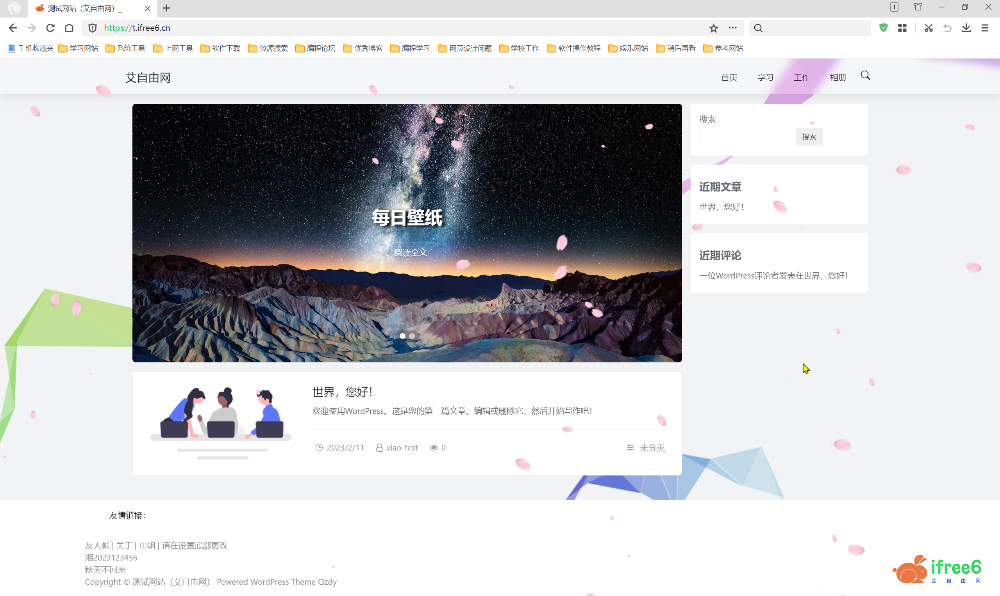 测试网站（艾自由网）_
1
https://t.ifree6.cn
手机收藏夹 学习网站 系统工具 上网工具 软件下载 资源搜索 编程论坛 优秀博客 编程学习 网页设计问题 学校工作 软件操作教程 娱乐网站 稍后再看 参考网站
艾自由网 首页 学习 工作 相册
每日壁纸
阅读全文
搜索
搜索
近期文章
世界，您好！
近期评论
一位WordPress评论者发表在世界，您好！
世界，您好！
欢迎使用WordPress。这是您的第一篇文章。编辑或删除它，然后开始写作吧！
2023/2/11 xiao-test 0 未分类
友情链接：
友人帐 | 关于 | 申明 | 请在设置底部更改
湘2023123456
秋天不回来
Copyright © 测试网站（艾自由网） Powered WordPress Theme Qzdy
ifree6
艾自由网